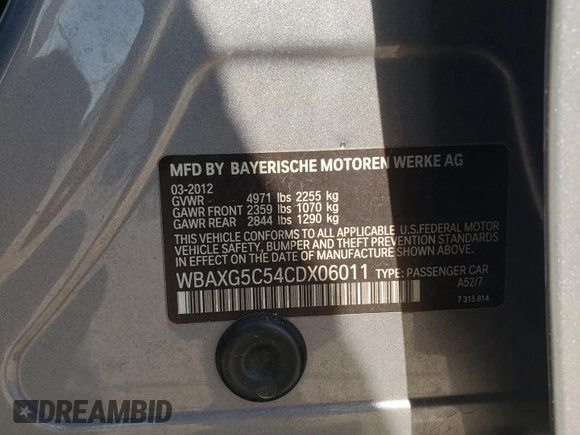 MFD BY BAYERISCHE MOTOREN WERKE AG
03-2012
GVWR - 4971 lbs 2255 kg
GAWR FRONT 2359 lbs 1070 kg
GAWR REAR 2844 lbs 1290 kg
THIS VEHICLE CONFORMS TO ALL APPLICABLE U.S.FEDERAL MOTOR
VEHICLE SAFETY, BUMPER, AND THEFT PREVENTION STANDARDS
IN EFFECT ON THE DATE OF MANUFACTURE SHOWN ABOVE.
WBAXG5C54CDX06011 TYPE: PASSENGER CAR
A52/7
7 315 814
DREAMBID